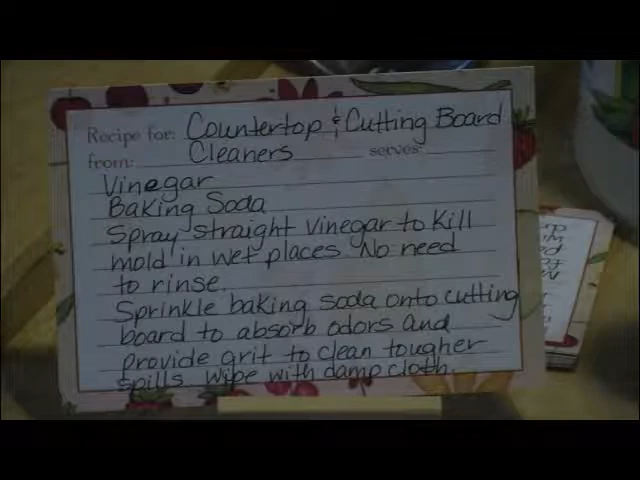 Recipe for: Countertop & Cutting Board
from: Cleaners serves:
Vinegar
Baking Soda
Spray straight vinegar to kill
mold in wet places. No need
to rinse.
Sprinkle baking soda onto cutting
board to absorb odors and
provide grit to clean tougher
spills. Wipe with damp cloth.